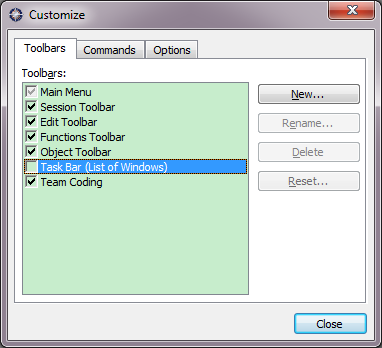 Customize
Toolbars Commands Options
Toolbars:
Main Menu
Session Toolbar
Edit Toolbar
Functions Toolbar
Object Toolbar
Task Bar (List of Windows)
Team Coding
New...
Rename...
Delete
Reset...
Close